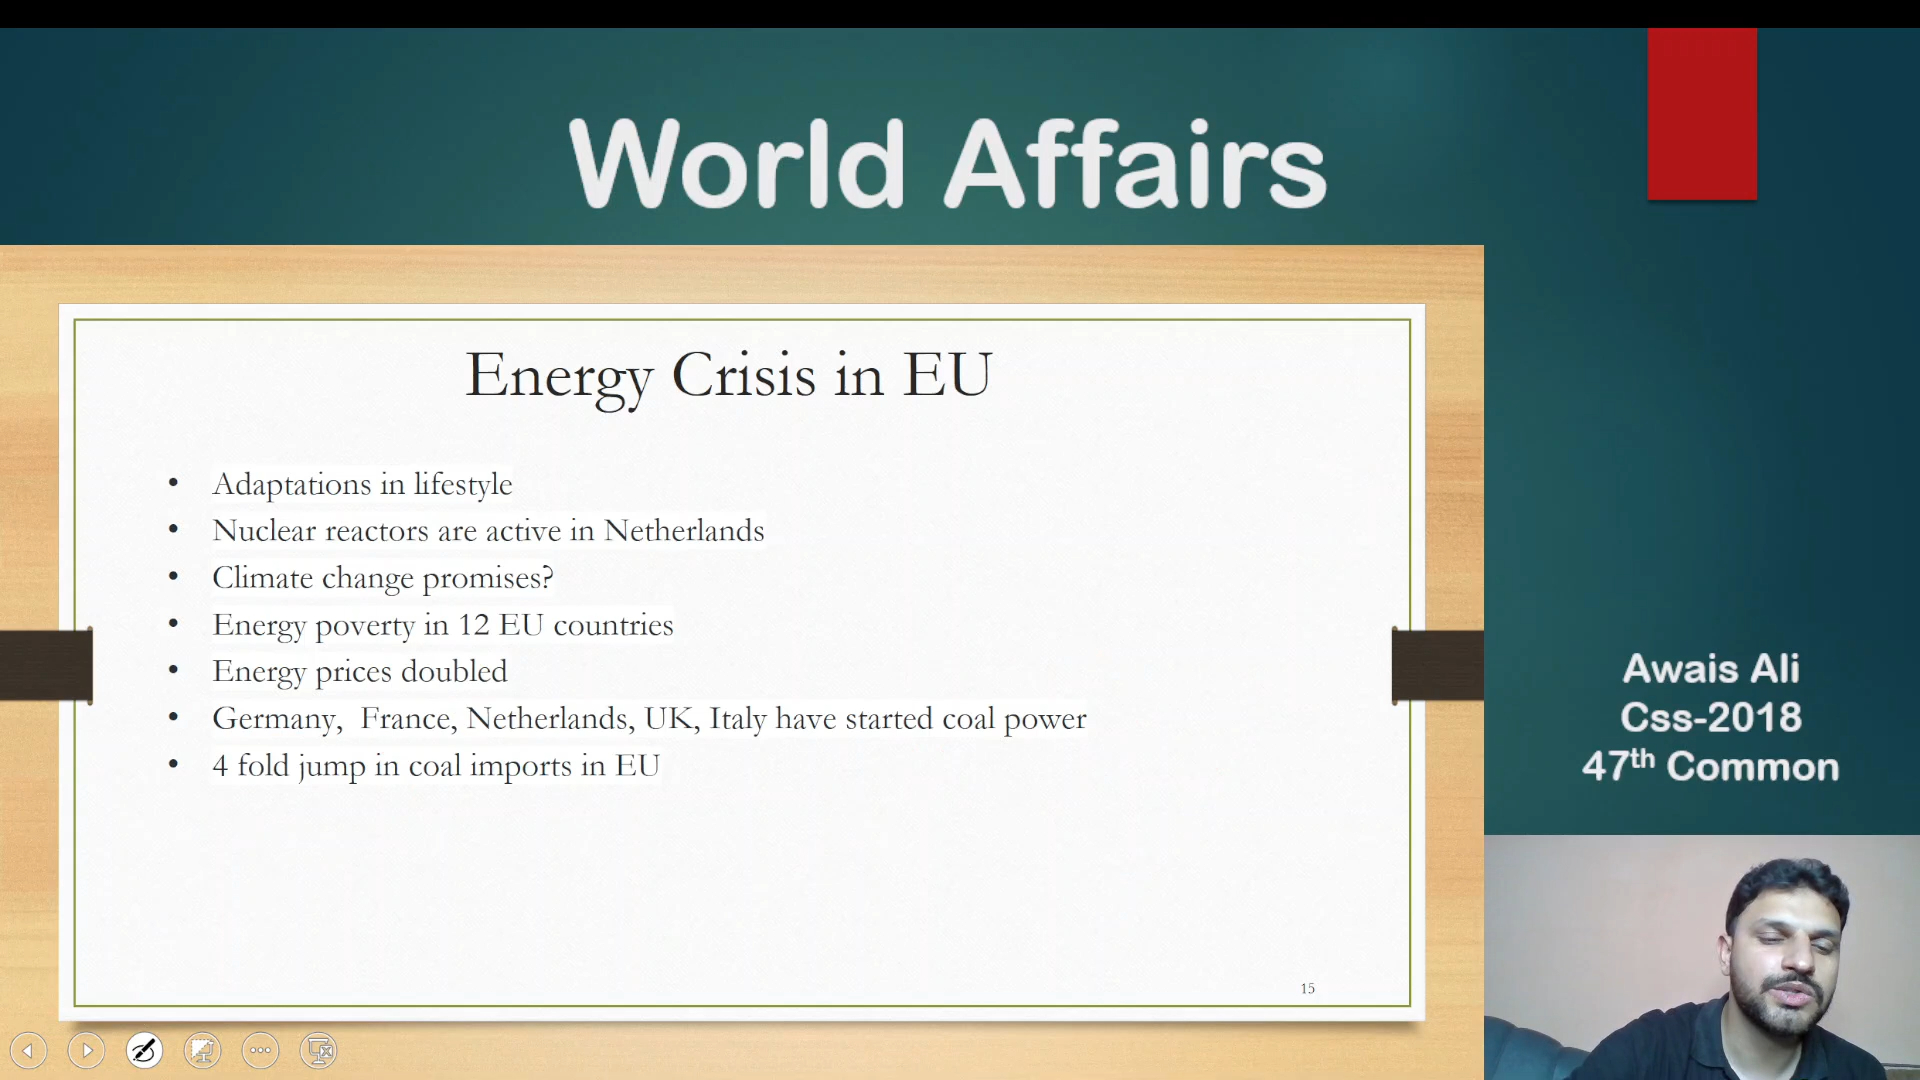 World Affairs
Energy Crisis in EU
• Adaptations in lifestyle
• Nuclear reactors are active in Netherlands
• Climate change promises?
• Energy poverty in 12 EU countries
• Energy prices doubled
• Germany,  France, Netherlands, UK, Italy have started coal power
• 4 fold jump in coal imports in EU
15
Awais Ali
Css-2018
47th Common